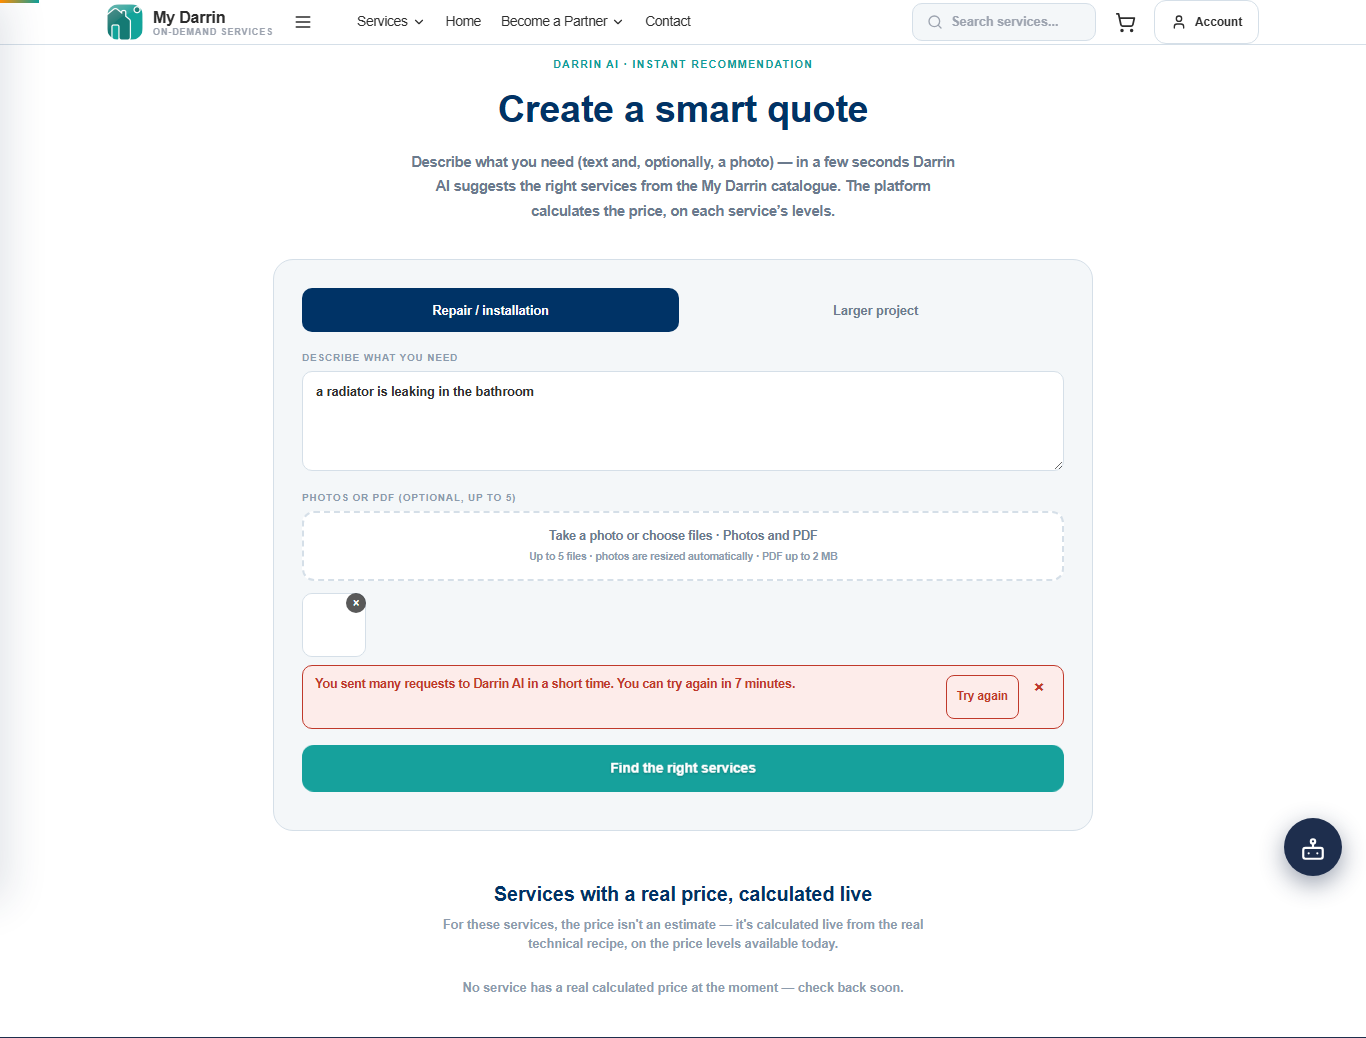 My Darrin
ON-DEMAND SERVICES
Services
Home
Become a Partner
Contact
Search services...
Account
DARRIN AI · INSTANT RECOMMENDATION
Create a smart quote
Describe what you need (text and, optionally, a photo) — in a few seconds Darrin
AI suggests the right services from the My Darrin catalogue. The platform
calculates the price, on each service’s levels.
Repair / installation
Larger project
DESCRIBE WHAT YOU NEED
a radiator is leaking in the bathroom
PHOTOS OR PDF (OPTIONAL, UP TO 5)
Take a photo or choose files · Photos and PDF
Up to 5 files · photos are resized automatically · PDF up to 2 MB
You sent many requests to Darrin AI in a short time. You can try again in 7 minutes.
Try again
Find the right services
Services with a real price, calculated live
For these services, the price isn't an estimate — it's calculated live from the real
technical recipe, on the price levels available today.
No service has a real calculated price at the moment — check back soon.